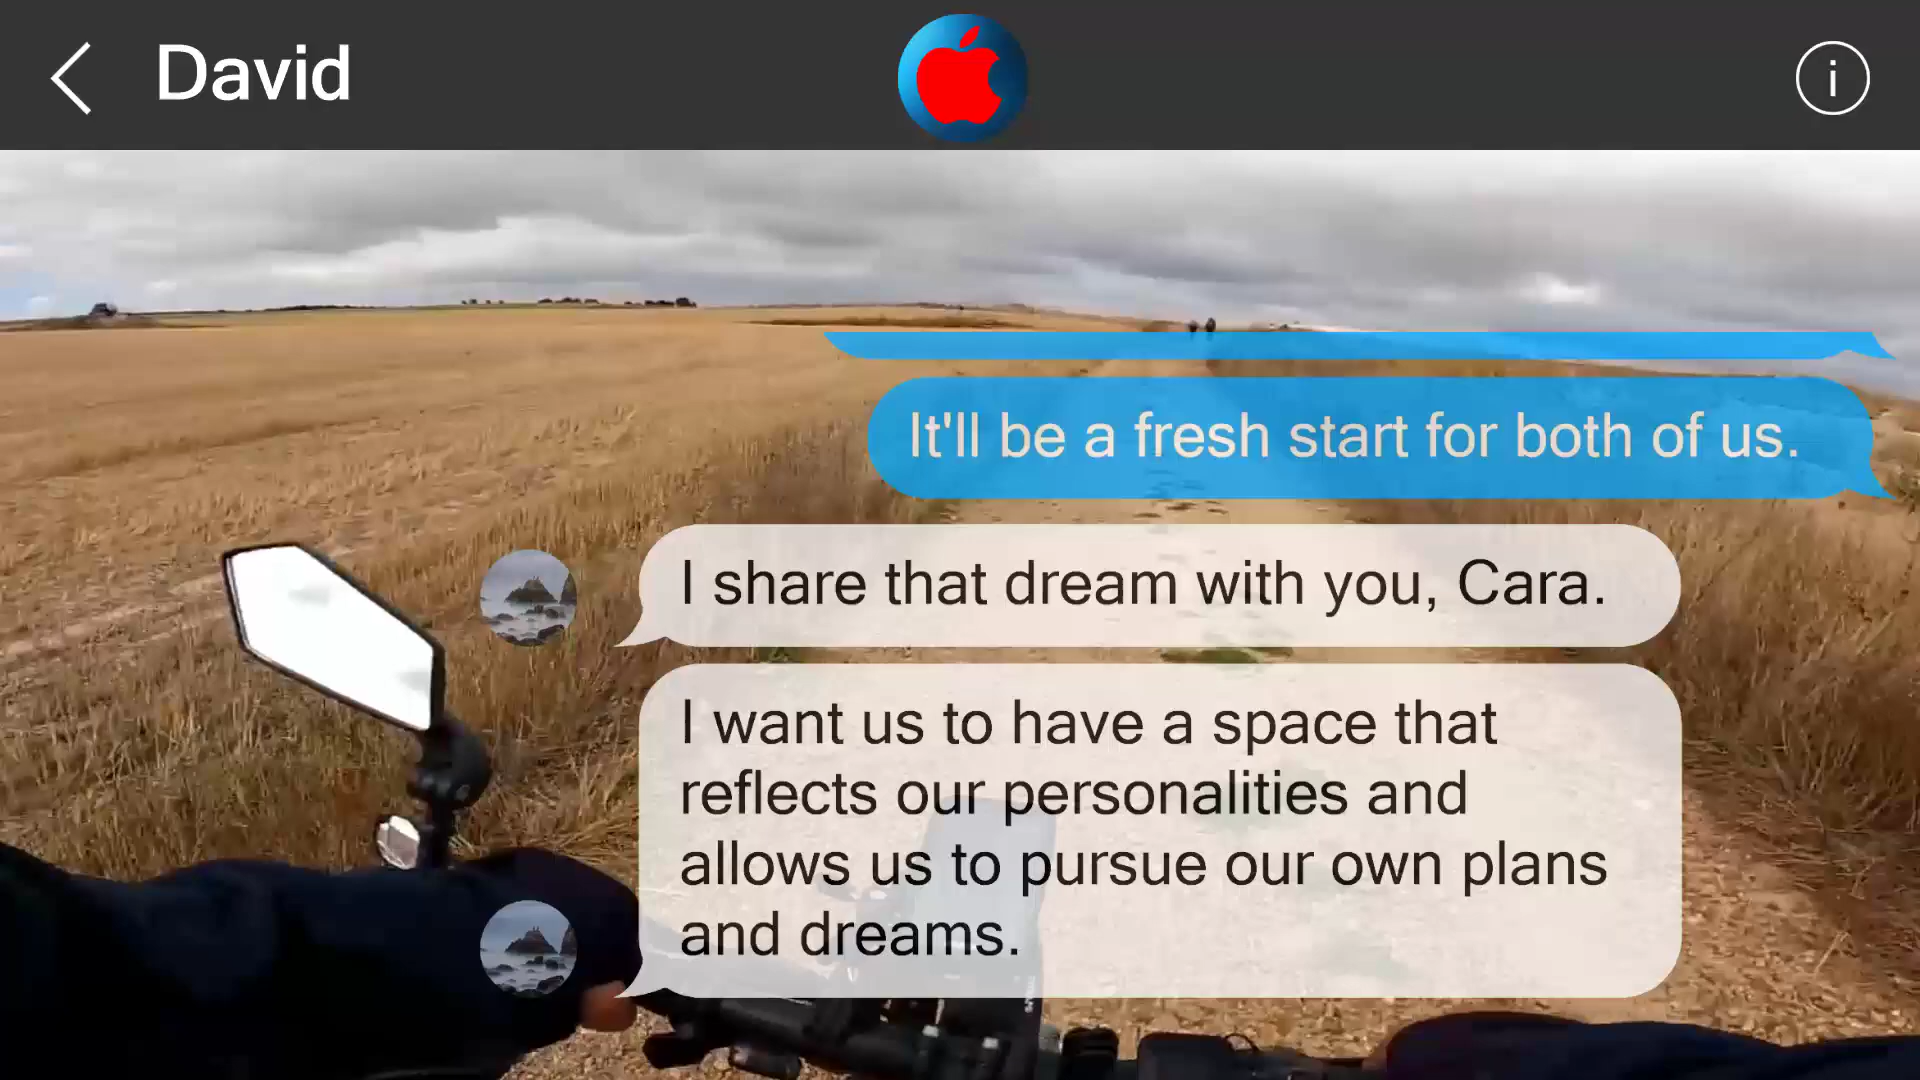 David
It'll be a fresh start for both of us.
I share that dream with you, Cara.
I want us to have a space that
reflects our personalities and
allows us to pursue our own plans
and dreams.